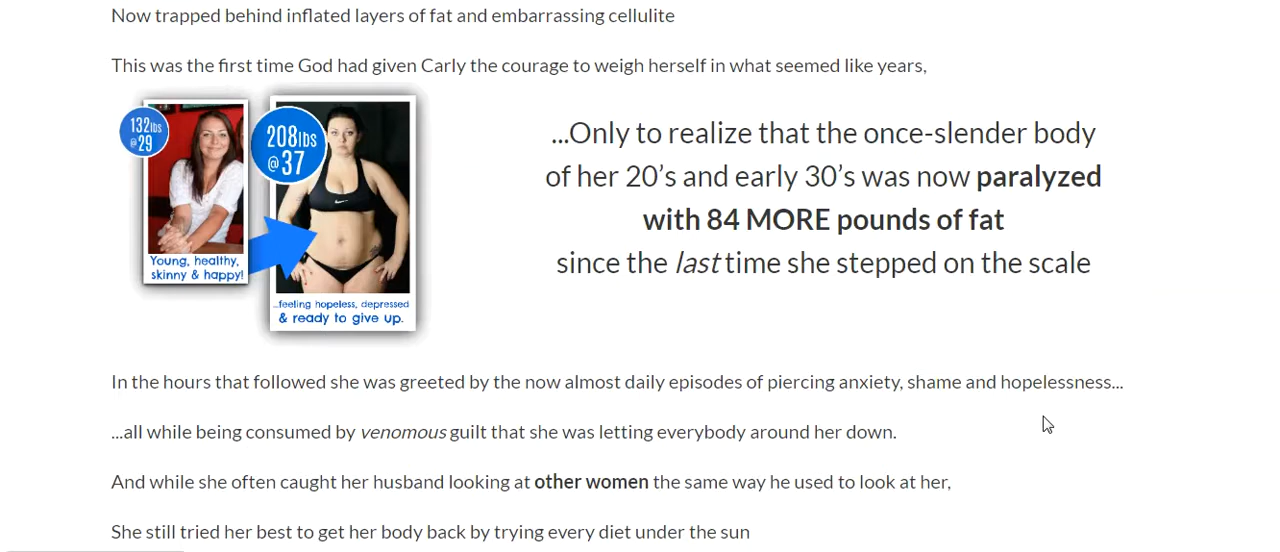 Now trapped behind inflated layers of fat and embarrassing cellulite
This was the first time God had given Carly the courage to weigh herself in what seemed like years,
132lbs
@29
Young, healthy,
skinny & happy!
208lbs
@37
...feeling hopeless, depressed
& ready to give up.
...Only to realize that the once-slender body
of her 20's and early 30's was now paralyzed
with 84 MORE pounds of fat
since the last time she stepped on the scale
In the hours that followed she was greeted by the now almost daily episodes of piercing anxiety, shame and hopelessness...
...all while being consumed by venomous guilt that she was letting everybody around her down.
And while she often caught her husband looking at other women the same way he used to look at her,
She still tried her best to get her body back by trying every diet under the sun